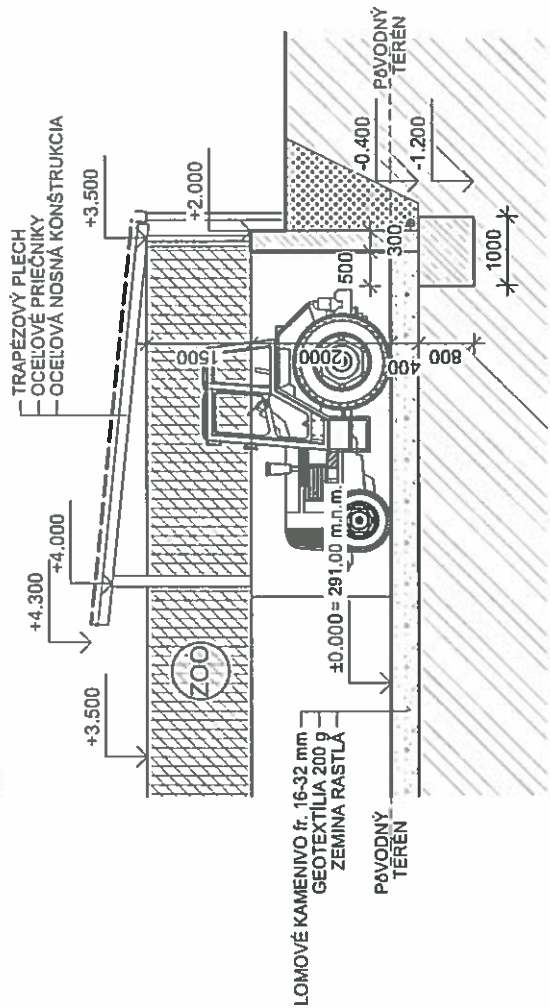 TRAPÉZOVÝ PLECH
OCEĽOVÉ PRIEČNIKY
OCEĽOVÁ NOSNÁ KONŠTRUKCIA
+4.300
+4.000
+3.500
+3.500
+2.000
ZOO
1500
2000
400
800
500
300
1000
±0.000 = 291,00 m.n.m.
LOMOVÉ KAMENIVO fr. 16-32 mm
GEOTEXTÍLIA 200 g
ZEMINA RASTLÁ
PÔVODNÝ
TERÉN
PÔVODNÝ
TERÉN
-0.400
-1.200